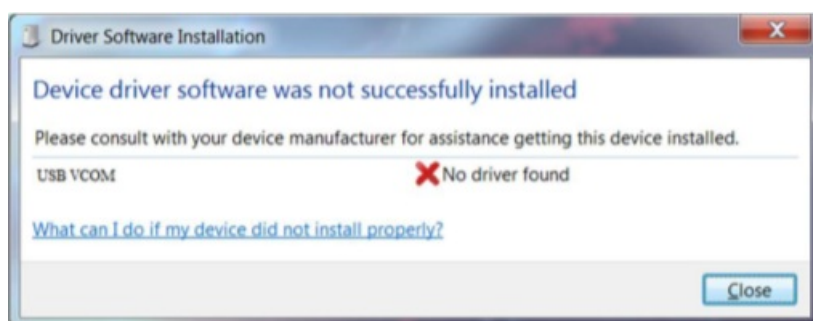 Driver Software Installation
Device driver software was not successfully installed
Please consult with your device manufacturer for assistance getting this device installed.
USB VCOM No driver found
What can I do if my device did not install properly?
Close